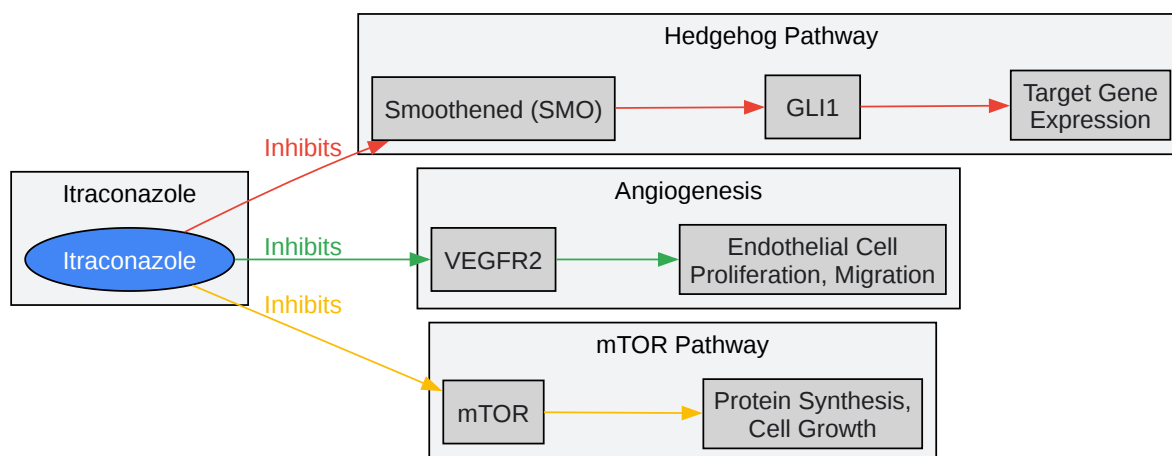 Hedgehog Pathway
Smoothened (SMO)
GLI1
Target Gene
Expression
Inhibits
Angiogenesis
Itraconazole
Itraconazole
Inhibits
VEGFR2
Endothelial Cell
Proliferation, Migration
Inhibits
mTOR Pathway
mTOR
Protein Synthesis,
Cell Growth